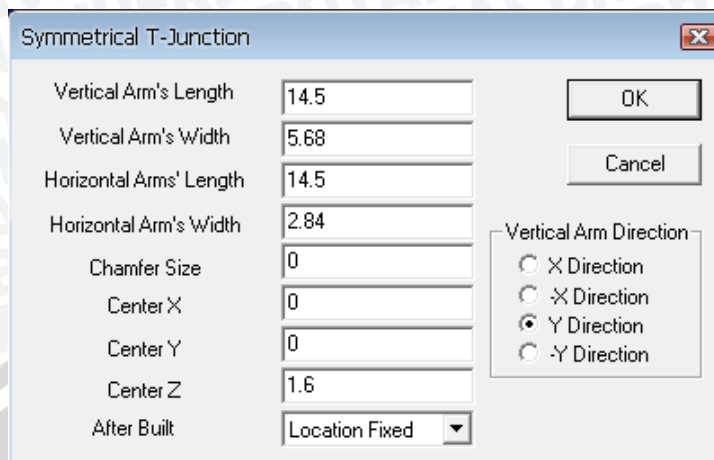 Symmetrical T-Junction
Vertical Arm's Length 14.5
OK
Vertical Arm's Width 5.68
Cancel
Horizontal Arms' Length 14.5
Horizontal Arm's Width 2.84
Vertical Arm Direction
Chamfer Size 0
X Direction
Center X 0
-X Direction
Center Y 0
Y Direction
-Y Direction
Center Z 1.6
After Built Location Fixed